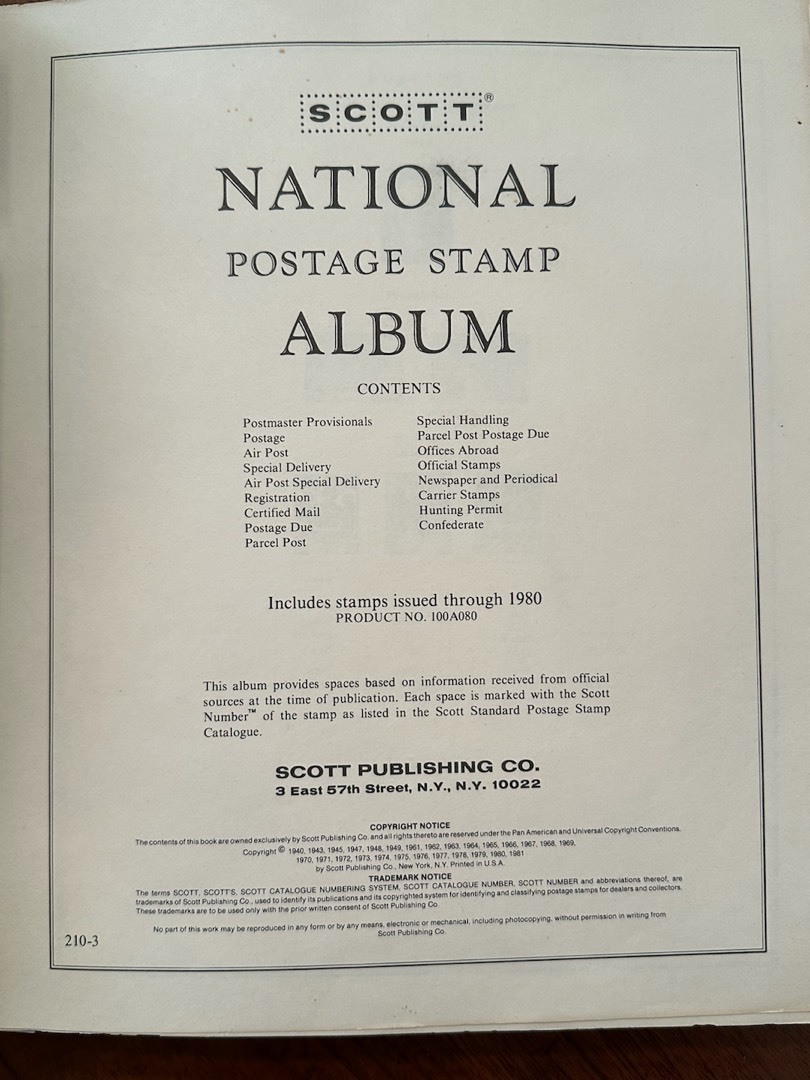 SCOTT®
NATIONAL
POSTAGE STAMP
ALBUM
CONTENTS
Postmaster Provisionals
Postage
Air Post
Special Delivery
Air Post Special Delivery
Registration
Certified Mail
Postage Due
Parcel Post
Special Handling
Parcel Post Postage Due
Offices Abroad
Official Stamps
Newspaper and Periodical
Carrier Stamps
Hunting Permit
Confederate
Includes stamps issued through 1980
PRODUCT NO. 100A080
This album provides spaces based on information received from official
sources at the time of publication. Each space is marked with the Scott
Number™ of the stamp as listed in the Scott Standard Postage Stamp
Catalogue.
SCOTT PUBLISHING CO.
3 East 57th Street, N.Y., N.Y. 10022
COPYRIGHT NOTICE
The contents of this book are owned exclusively by Scott Publishing Co. and all rights thereto are reserved under the Pan American and Universal Copyright Conventions.
Copyright © 1940, 1943, 1945, 1947, 1948, 1949, 1961, 1962, 1963, 1964, 1965, 1966, 1967, 1968, 1969,
1970, 1971, 1972, 1973, 1974, 1975, 1976, 1977, 1978, 1979, 1980, 1981
by Scott Publishing Co., New York, N.Y. Printed in U.S.A.
TRADEMARK NOTICE
The terms SCOTT, SCOTT'S, SCOTT CATALOGUE NUMBERING SYSTEM, SCOTT CATALOGUE NUMBER, SCOTT NUMBER and abbreviations thereof, are
trademarks of Scott Publishing Co., used to identify its publications and its copyrighted system for identifying and classifying postage stamps for dealers and collectors.
These trademarks are to be used only with the prior written consent of Scott Publishing Co.
No part of this work may be reproduced in any form or by any means, electronic or mechanical, including photocopying, without permission in writing from
Scott Publishing Co.
210-3